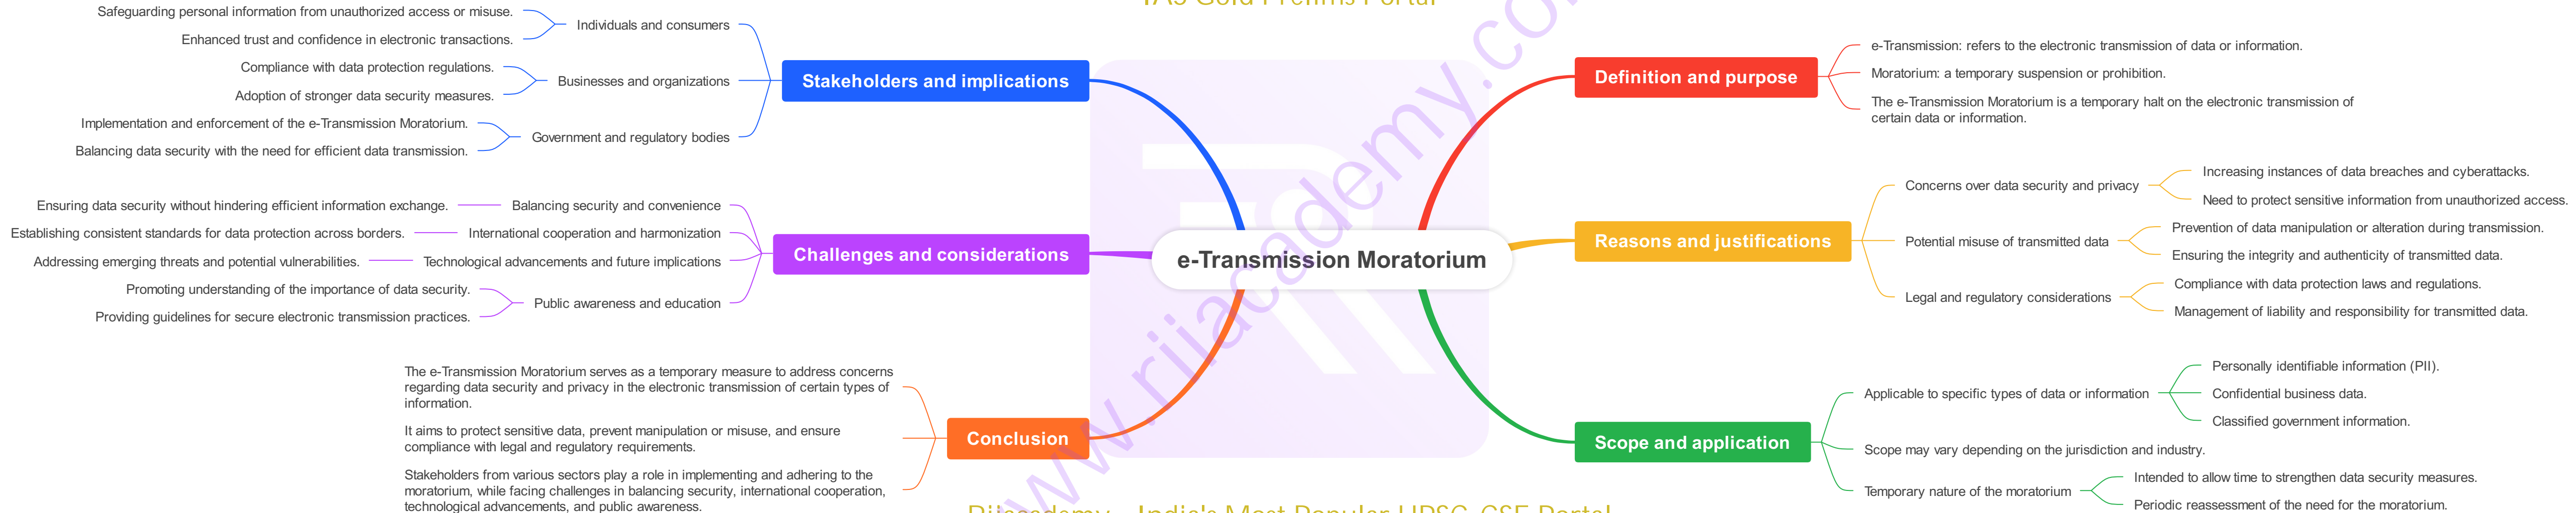 IAS Gold Prelims Portal
e-Transmission Moratorium
Definition and purpose
e-Transmission: refers to the electronic transmission of data or information.
Moratorium: a temporary suspension or prohibition.
The e-Transmission Moratorium is a temporary halt on the electronic transmission of
certain data or information.
Reasons and justifications
Concerns over data security and privacy
Increasing instances of data breaches and cyberattacks.
Need to protect sensitive information from unauthorized access.
Potential misuse of transmitted data
Prevention of data manipulation or alteration during transmission.
Ensuring the integrity and authenticity of transmitted data.
Legal and regulatory considerations
Compliance with data protection laws and regulations.
Management of liability and responsibility for transmitted data.
Scope and application
Applicable to specific types of data or information
Personally identifiable information (PII).
Confidential business data.
Classified government information.
Scope may vary depending on the jurisdiction and industry.
Temporary nature of the moratorium
Intended to allow time to strengthen data security measures.
Periodic reassessment of the need for the moratorium.
Stakeholders and implications
Individuals and consumers
Safeguarding personal information from unauthorized access or misuse.
Enhanced trust and confidence in electronic transactions.
Businesses and organizations
Compliance with data protection regulations.
Adoption of stronger data security measures.
Government and regulatory bodies
Implementation and enforcement of the e-Transmission Moratorium.
Balancing data security with the need for efficient data transmission.
Challenges and considerations
Balancing security and convenience
Ensuring data security without hindering efficient information exchange.
International cooperation and harmonization
Establishing consistent standards for data protection across borders.
Technological advancements and future implications
Addressing emerging threats and potential vulnerabilities.
Public awareness and education
Promoting understanding of the importance of data security.
Providing guidelines for secure electronic transmission practices.
Conclusion
The e-Transmission Moratorium serves as a temporary measure to address concerns
regarding data security and privacy in the electronic transmission of certain types of
information.
It aims to protect sensitive data, prevent manipulation or misuse, and ensure
compliance with legal and regulatory requirements.
Stakeholders from various sectors play a role in implementing and adhering to the
moratorium, while facing challenges in balancing security, international cooperation,
technological advancements, and public awareness.
www.rijiacademy.co
India's Most Popular UPSC CSE Portal